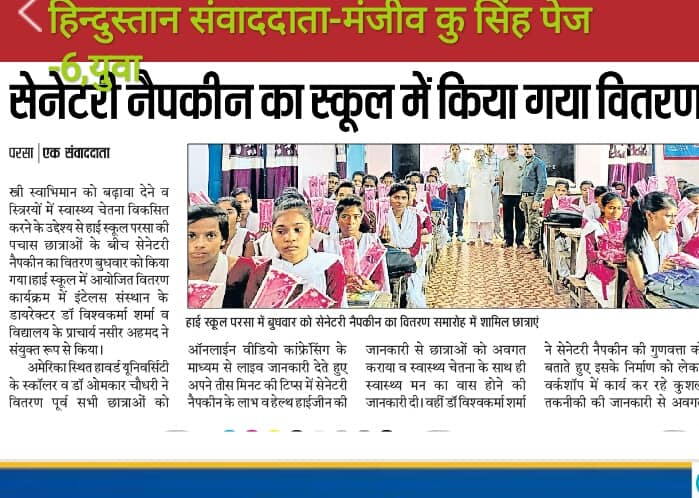 हिन्दुस्तान संवाददाता-मंजीव कु सिंह पेज
-6,युवा
सेनेटरी नैपकीन का स्कूल में किया गया वितरण
परसा | एक संवाददाता
स्त्री स्वाभिमान को बढ़ावा देने व
स्त्रियों में स्वास्थ्य चेतना विकसित
करने के उद्देश्य से हाई स्कूल परसा की
पचास छात्राओं के बीच सेनेटरी
नैपकीन का वितरण बुधवार को किया
गया।हाई स्कूल में आयोजित वितरण
कार्यक्रम में इंटेलस संस्थान के
डायरेक्टर डॉ विश्वकर्मा शर्मा व
विद्यालय के प्राचार्य नसीर अहमद ने
संयुक्त रूप से किया।
अमेरिका स्थित हावर्ड यूनिवर्सिटी
के स्कॉलर व डॉ ओमकार चौधरी ने
वितरण पूर्व सभी छात्राओं को
हाई स्कूल परसा में बुधवार को सेनेटरी नैपकीन का वितरण समारोह में शामिल छात्राएं
ऑनलाईन वीडियो कांफ्रेंसिंग के
माध्यम से लाइव जानकारी देते हुए
अपने तीस मिनट की टिप्स में सेनेटरी
नैपकीन के लाभ व हेल्थ हाईजीन की
जानकारी से छात्राओं को अवगत
कराया व स्वास्थ्य चेतना के साथ ही
स्वास्थ्य मन का वास होने की
जानकारी दी। वहीं डॉ विश्वकर्मा शर्मा
ने सेनेटरी नैपकीन की गुणवत्ता को
बताते हुए इसके निर्माण को लेक
वर्कशॉप में कार्य कर रहे कुशल
तकनीकी की जानकारी से अवगत